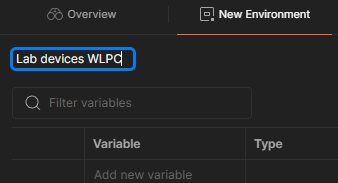 Overview New Environment
Lab devices WLPC
Filter variables
Variable Type
Add new variable